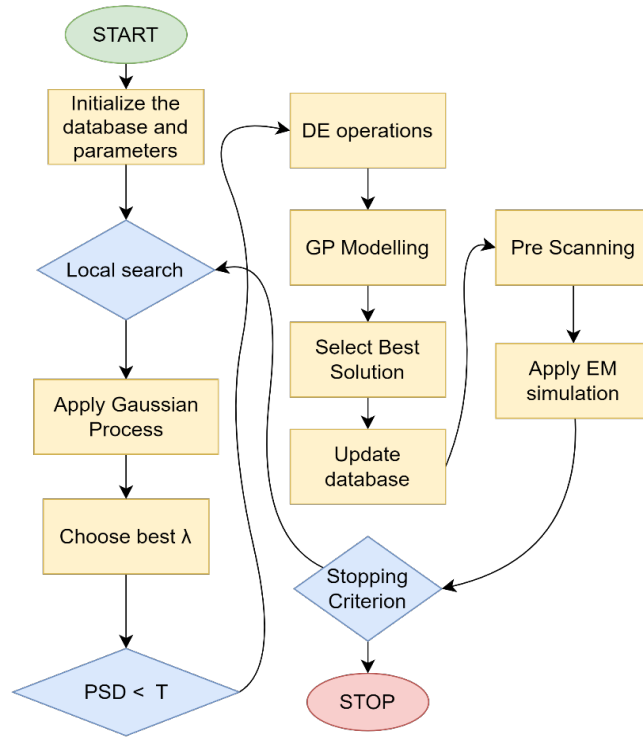 START
Initialize the
database and
parameters
Local search
Apply Gaussian
Process
Choose best λ
PSD < T
DE operations
GP Modelling
Select Best
Solution
Update
database
Pre Scanning
Apply EM
simulation
Stopping
Criterion
STOP